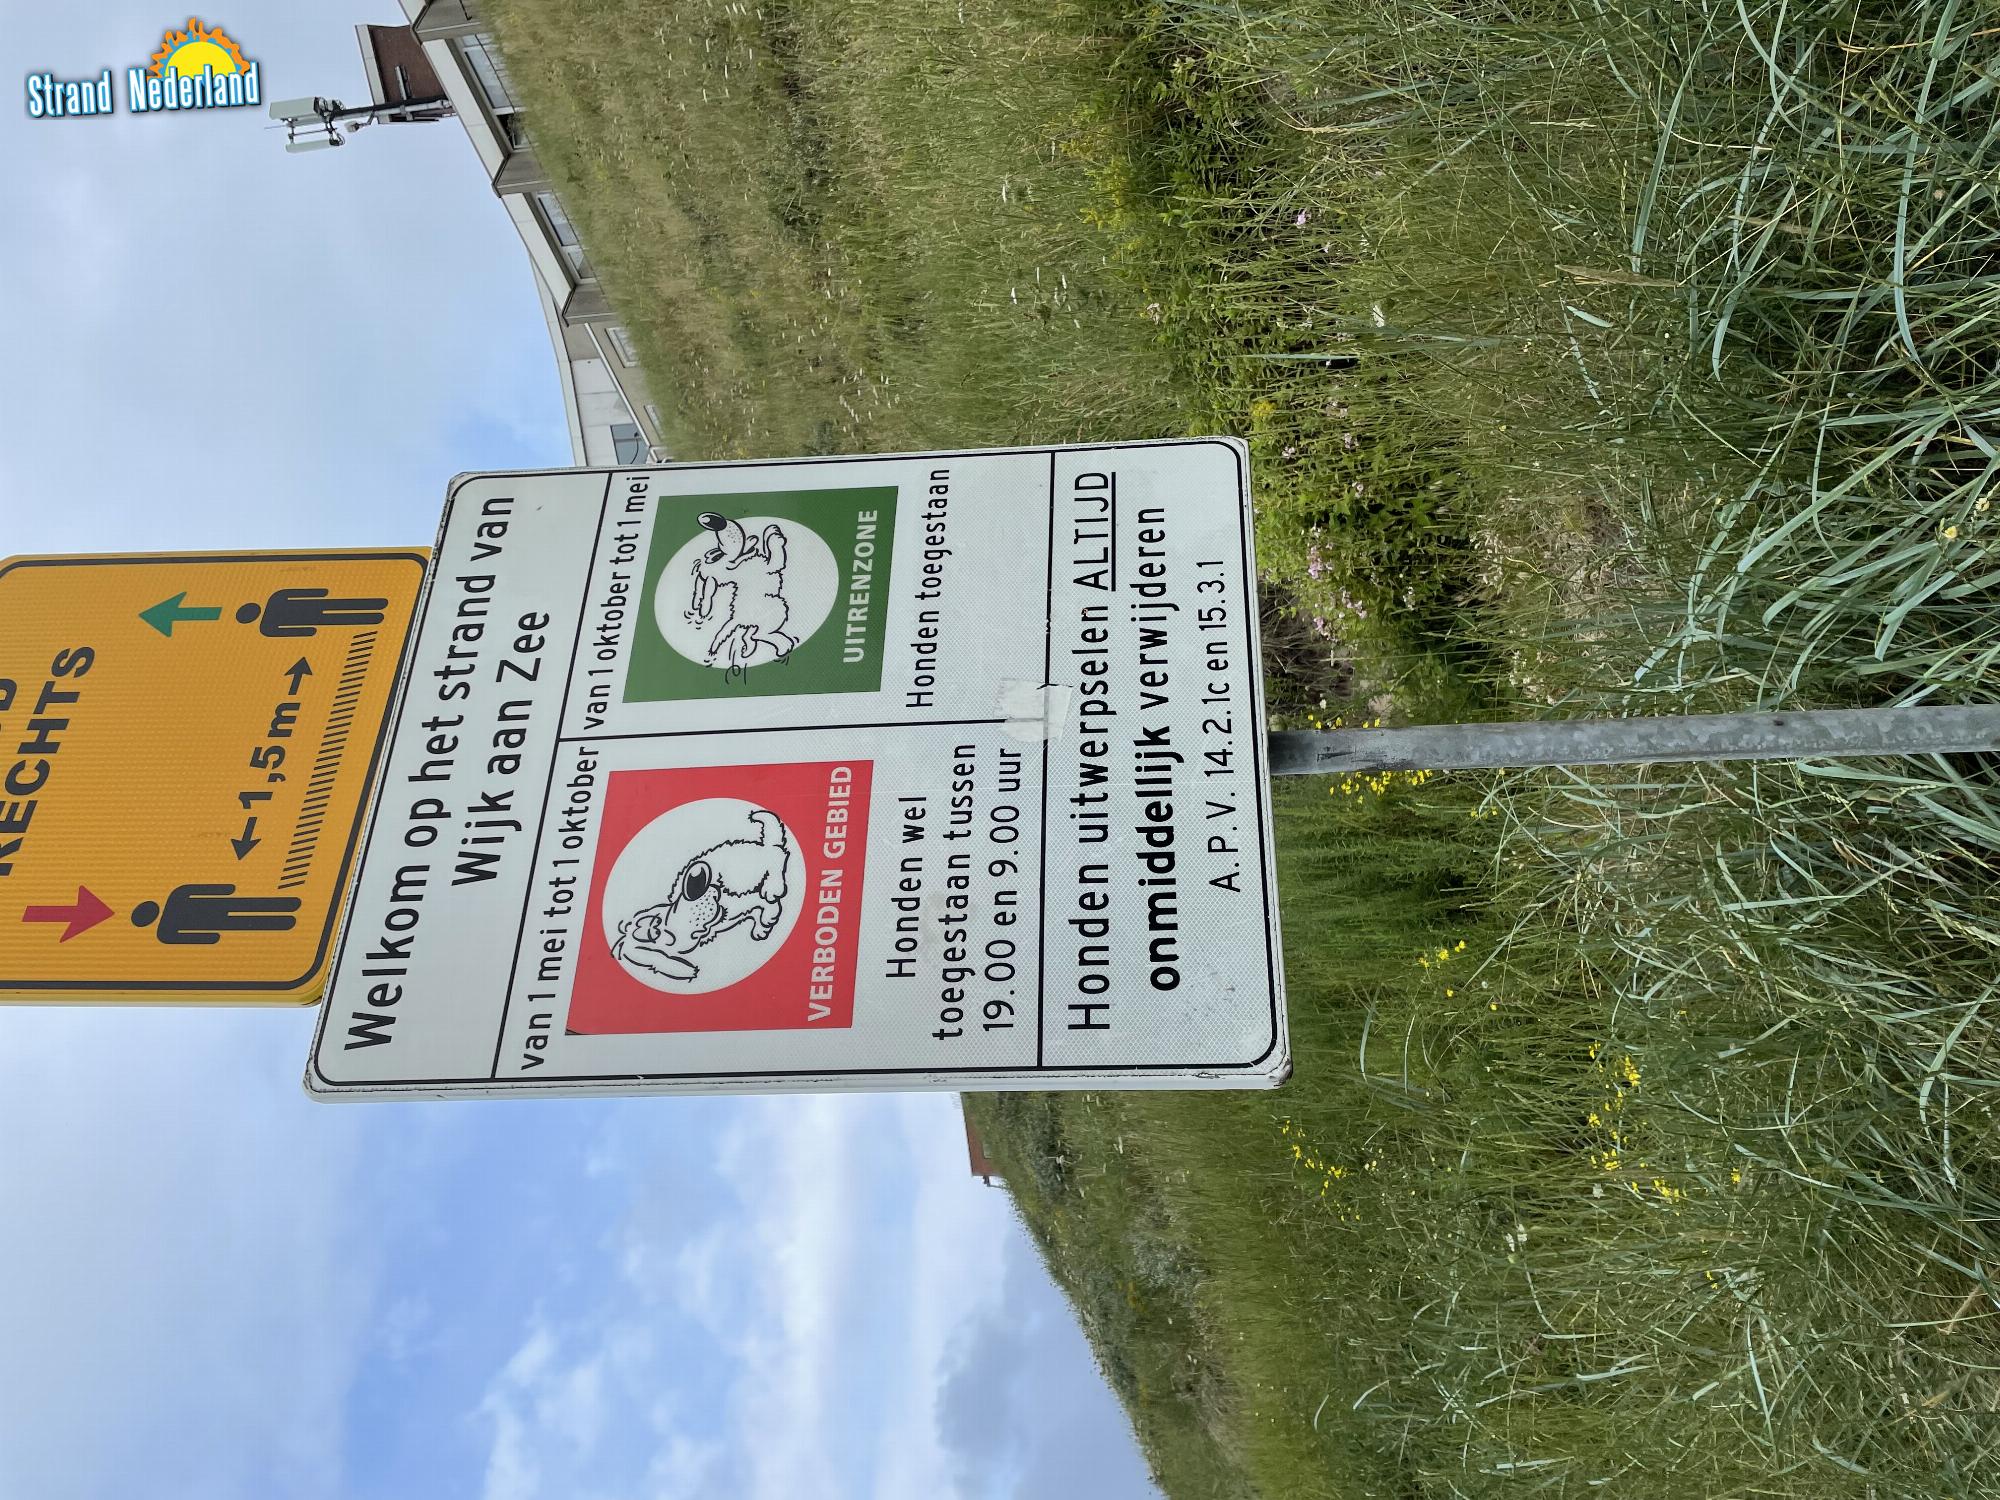 Strand Nederland
RECHTS
1,5m
Welkom op het strand van
Wijk aan Zee
van 1 mei tot 1 oktober
VERBODEN GEBIED
Honden wel
toegestaan tussen
19.00 en 9.00 uur
van 1 oktober tot 1 mei
UITRENZONE
Honden toegestaan
Honden uitwerpselen ALTIJD
onmiddellijk verwijderen
A.P.V. 14.2.1c en 15.3.1